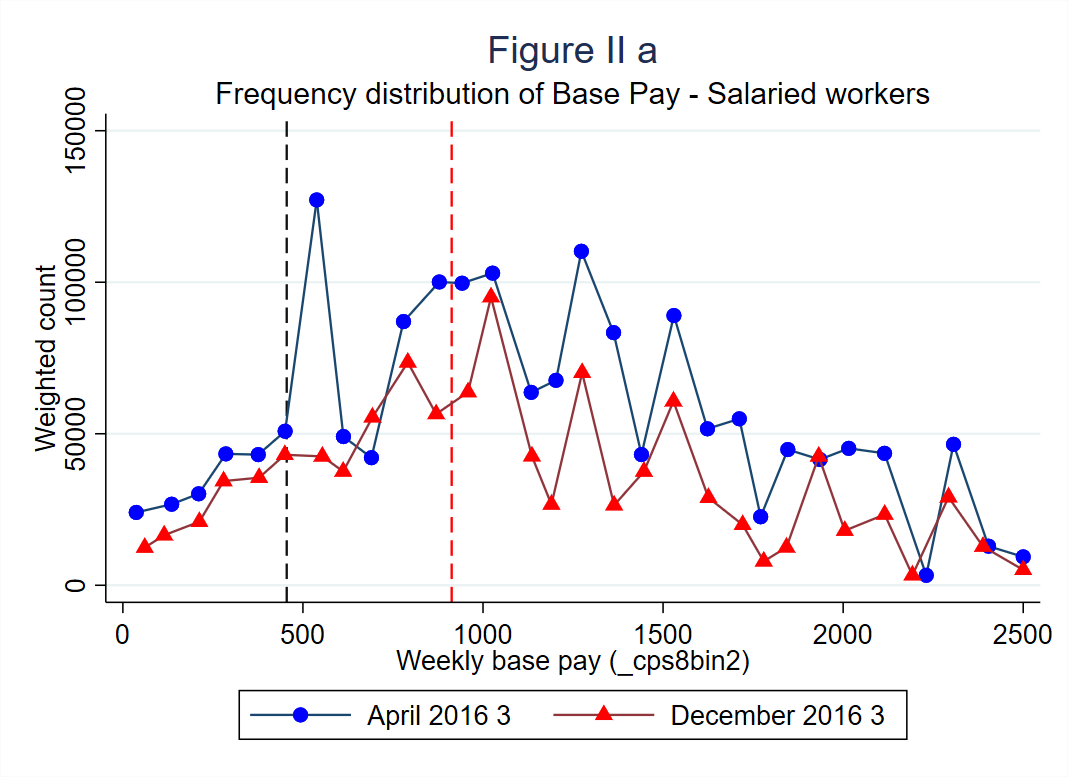 Figure II a
Frequency distribution of Base Pay - Salaried workers
Weighted count
150000
100000
50000
0
0 500 1000 1500 2000 2500
Weekly base pay (_cps8bin2)
April 2016 3 December 2016 3